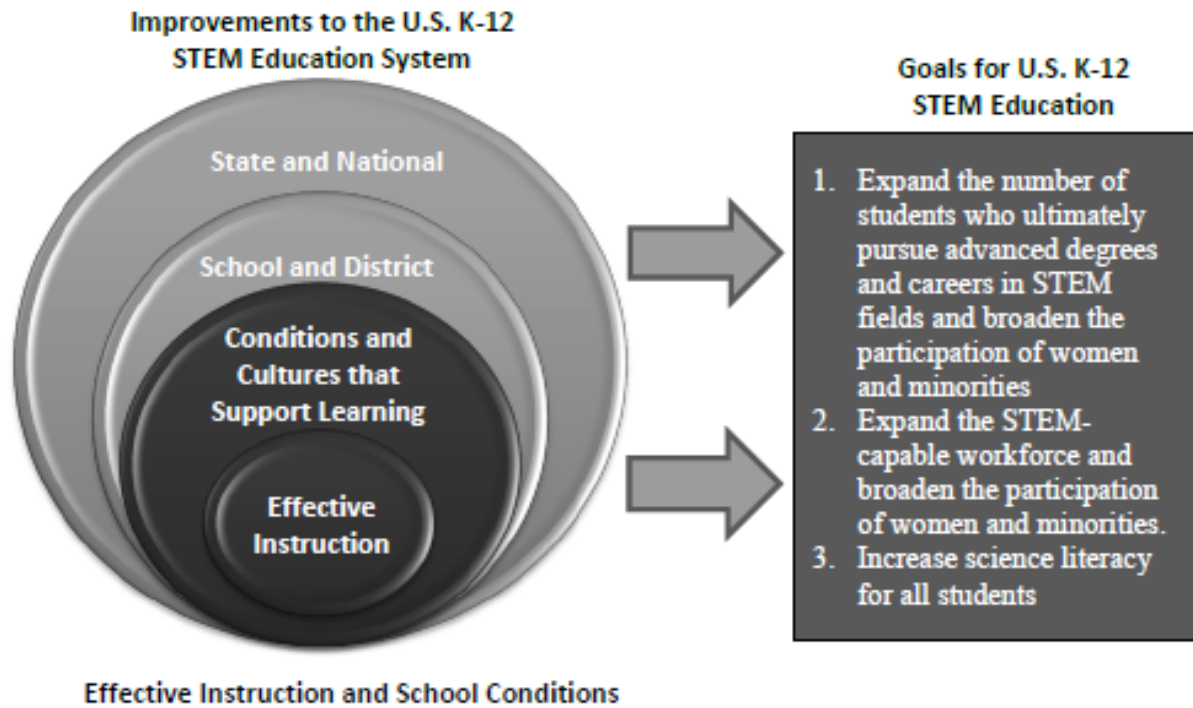 Improvements to the U.S. K-12
STEM Education System
State and National
School and District
Conditions and
Cultures that
Support Learning
Effective
Instruction
Effective Instruction and School Conditions
Goals for U.S. K-12
STEM Education
1. Expand the number of
students who ultimately
pursue advanced degrees
and careers in STEM
fields and broaden the
participation of women
and minorities
2. Expand the STEM-
capable workforce and
broaden the participation
of women and minorities.
3. Increase science literacy
for all students